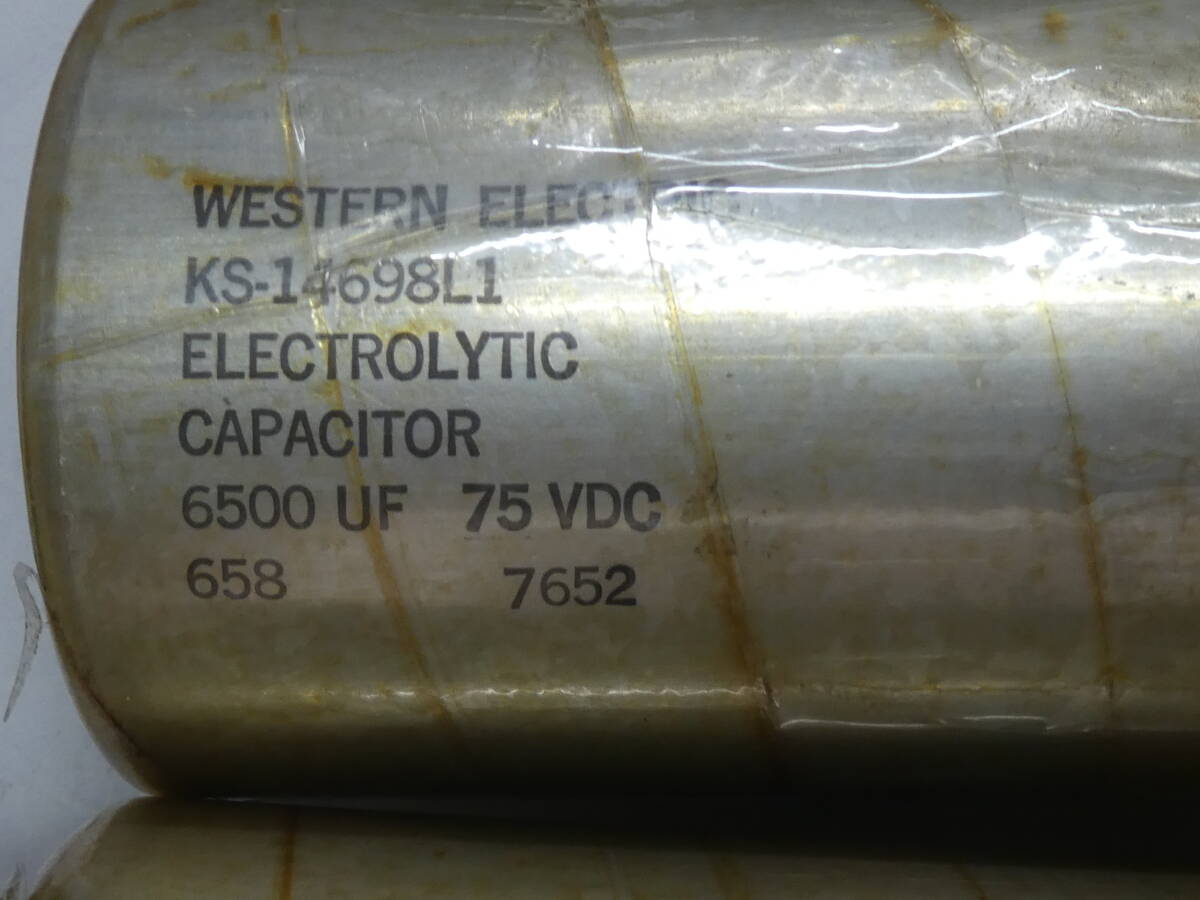 WESTERN ELECTRIC
KS-14698L1
ELECTROLYTIC
CAPACITOR
6500 UF 75 VDC
658 7652